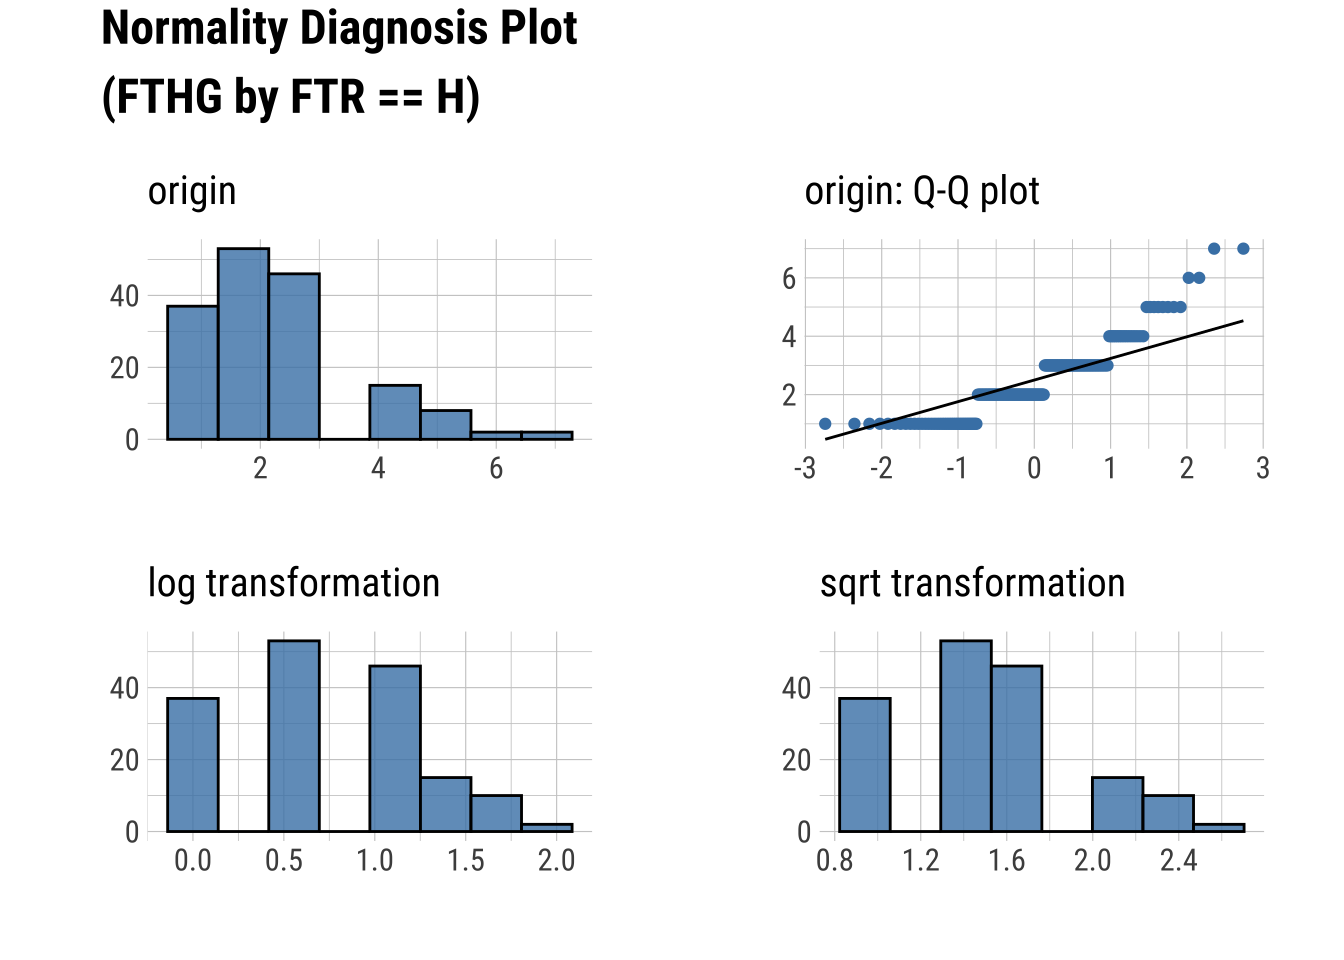 Normality Diagnosis Plot
(FTHG by FTR == H)
origin
40
20
0
2 4 6
origin: Q-Q plot
6
4
2
-3 -2 -1 0 1 2 3
log transformation
40
20
0
0.0 0.5 1.0 1.5 2.0
sqrt transformation
40
20
0
0.8 1.2 1.6 2.0 2.4